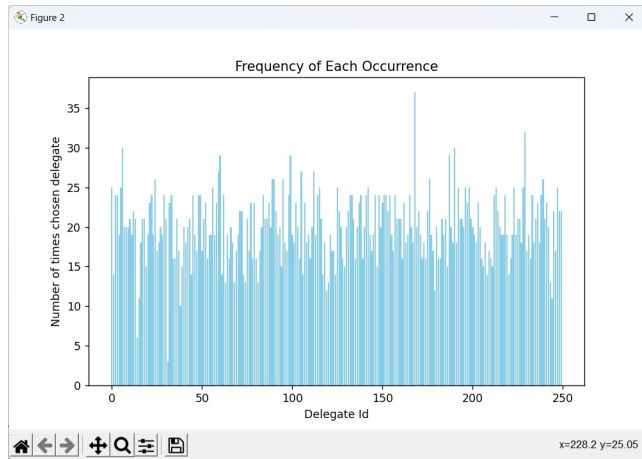 Figure 2
Frequency of Each Occurrence
Number of times chosen delegate
35
30
25
20
15
10
5
0
0 50 100 150 200 250
Delegate Id
x=228.2 y=25.05